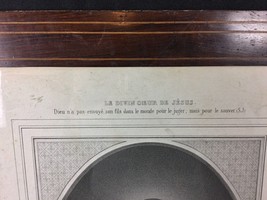 LE DIVIN CŒUR DE JÉSUS
Dieu n'a pas envoyé son fils dans le monde pour le juger, mais pour le sauver